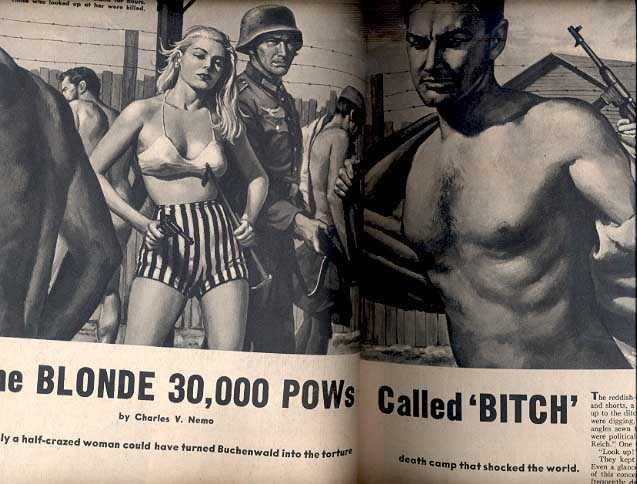 who looked up at her were killed.
he BLONDE 30,000 POWs Called 'BITCH'
by Charles V. Nemo
ly a half-crazed woman could have turned Buchenwald into the torture
death camp that shocked the world.
The reddish-
and shorts, a
up to the ditc
were digging.
angles sewn
were political
Reich." One
"Look up!"
They kept
Even a glance
of this conce
frequently de